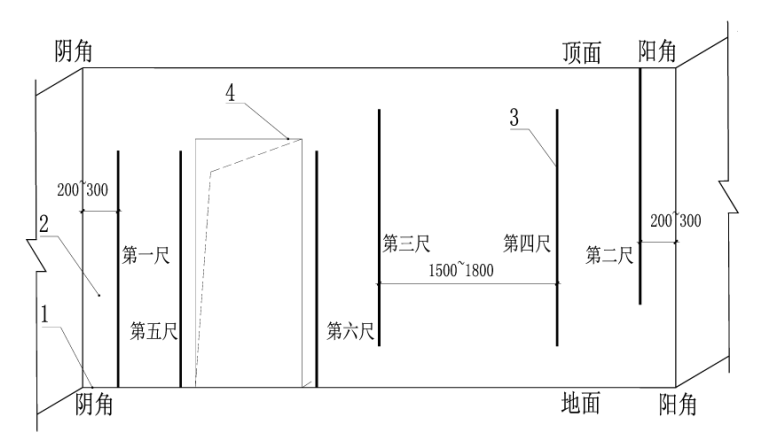 阴角
顶面
阳角
4
3
200~300
2
200~300
第一尺
第三尺
第四尺
第二尺
1500~1800
1
第五尺
第六尺
阴角
地面
阳角